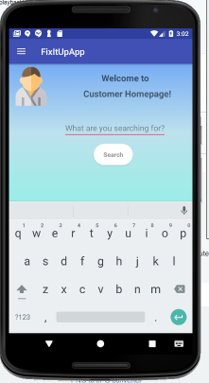 3:02
FixItUpApp
Welcome to
Customer Homepage!
What are you searching for?
Search
1 2 3 4 5 6 7 8 9 0
q w e r t y u i o p
a s d f g h j k l
z x c v b n m
?123 , .